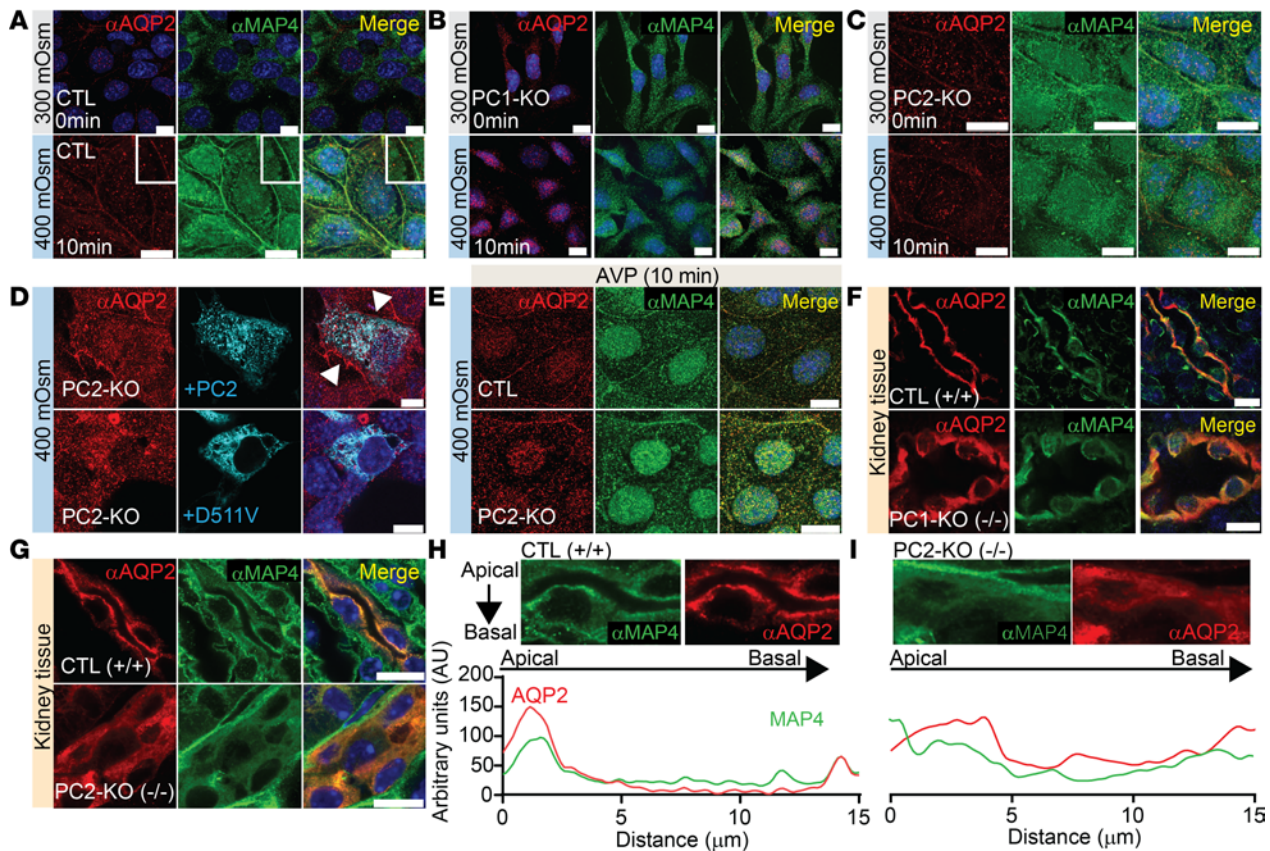 A
αAQP2
αMAP4
Merge
300 mOsm
CTL
0min
400 mOsm
CTL
10min
B
αAQP2
αMAP4
Merge
300 mOsm
PC1-KO
0min
400 mOsm
10min
C
αAQP2
αMAP4
Merge
300 mOsm
PC2-KO
0min
400 mOsm
10min
D
αAQP2
400 mOsm
PC2-KO
+PC2
PC2-KO
+D511V
E
AVP (10 min)
αAQP2
αMAP4
Merge
400 mOsm
CTL
PC2-KO
F
αAQP2
αMAP4
Merge
Kidney tissue
CTL (+/+)
αAQP2
αMAP4
Merge
PC1-KO (-/-)
G
αAQP2
αMAP4
Merge
Kidney tissue
CTL (+/+)
PC2-KO (-/-)
H
CTL (+/+)
Apical
Basal
αMAP4
αAQP2
Apical
Basal
Arbitrary units (AU)
200
150
100
50
0
AQP2
MAP4
0
5
10
15
Distance (μm)
I
PC2-KO (-/-)
αMAP4
αAQP2
Apical
Basal
0
5
10
15
Distance (μm)